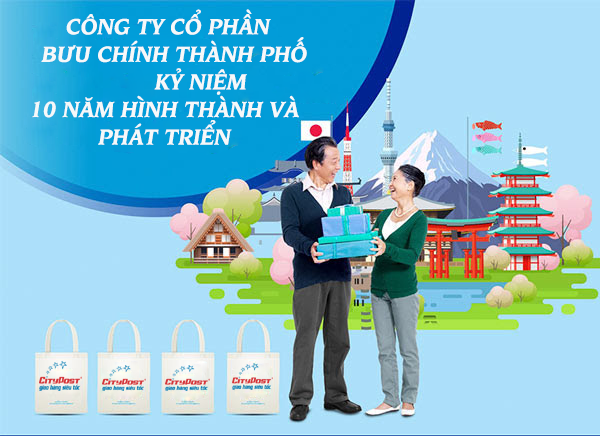 CÔNG TY CỔ PHẦN
BƯU CHÍNH THÀNH PHỐ
KỶ NIỆM
10 NĂM HÌNH THÀNH VÀ
PHÁT TRIỂN
CITYPOST
giao hàng siêu tốc
CITYPOST
giao hàng siêu tốc
CITYPOST
giao hàng siêu tốc
CITYPOST
giao hàng siêu tốc